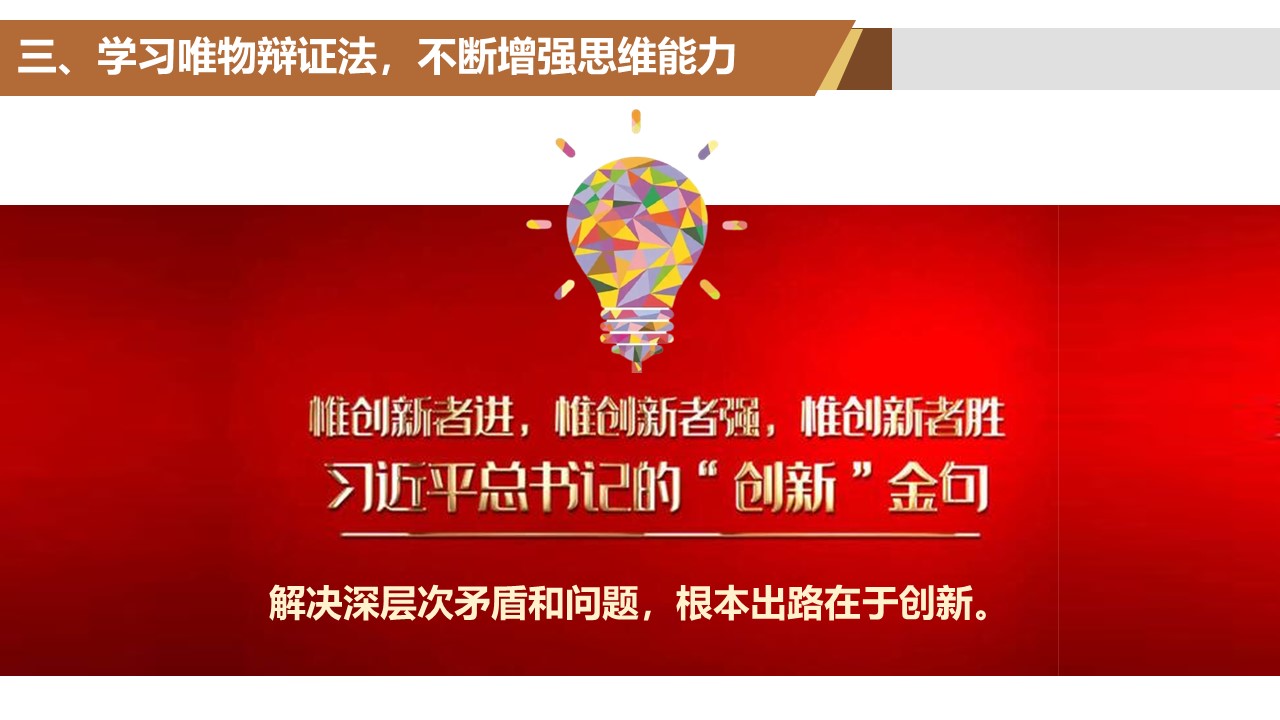 三、学习唯物辩证法，不断增强思维能力
惟创新者进，惟创新者强，惟创新者胜
习近平总书记的“创新”金句
解决深层次矛盾和问题，根本出路在于创新。